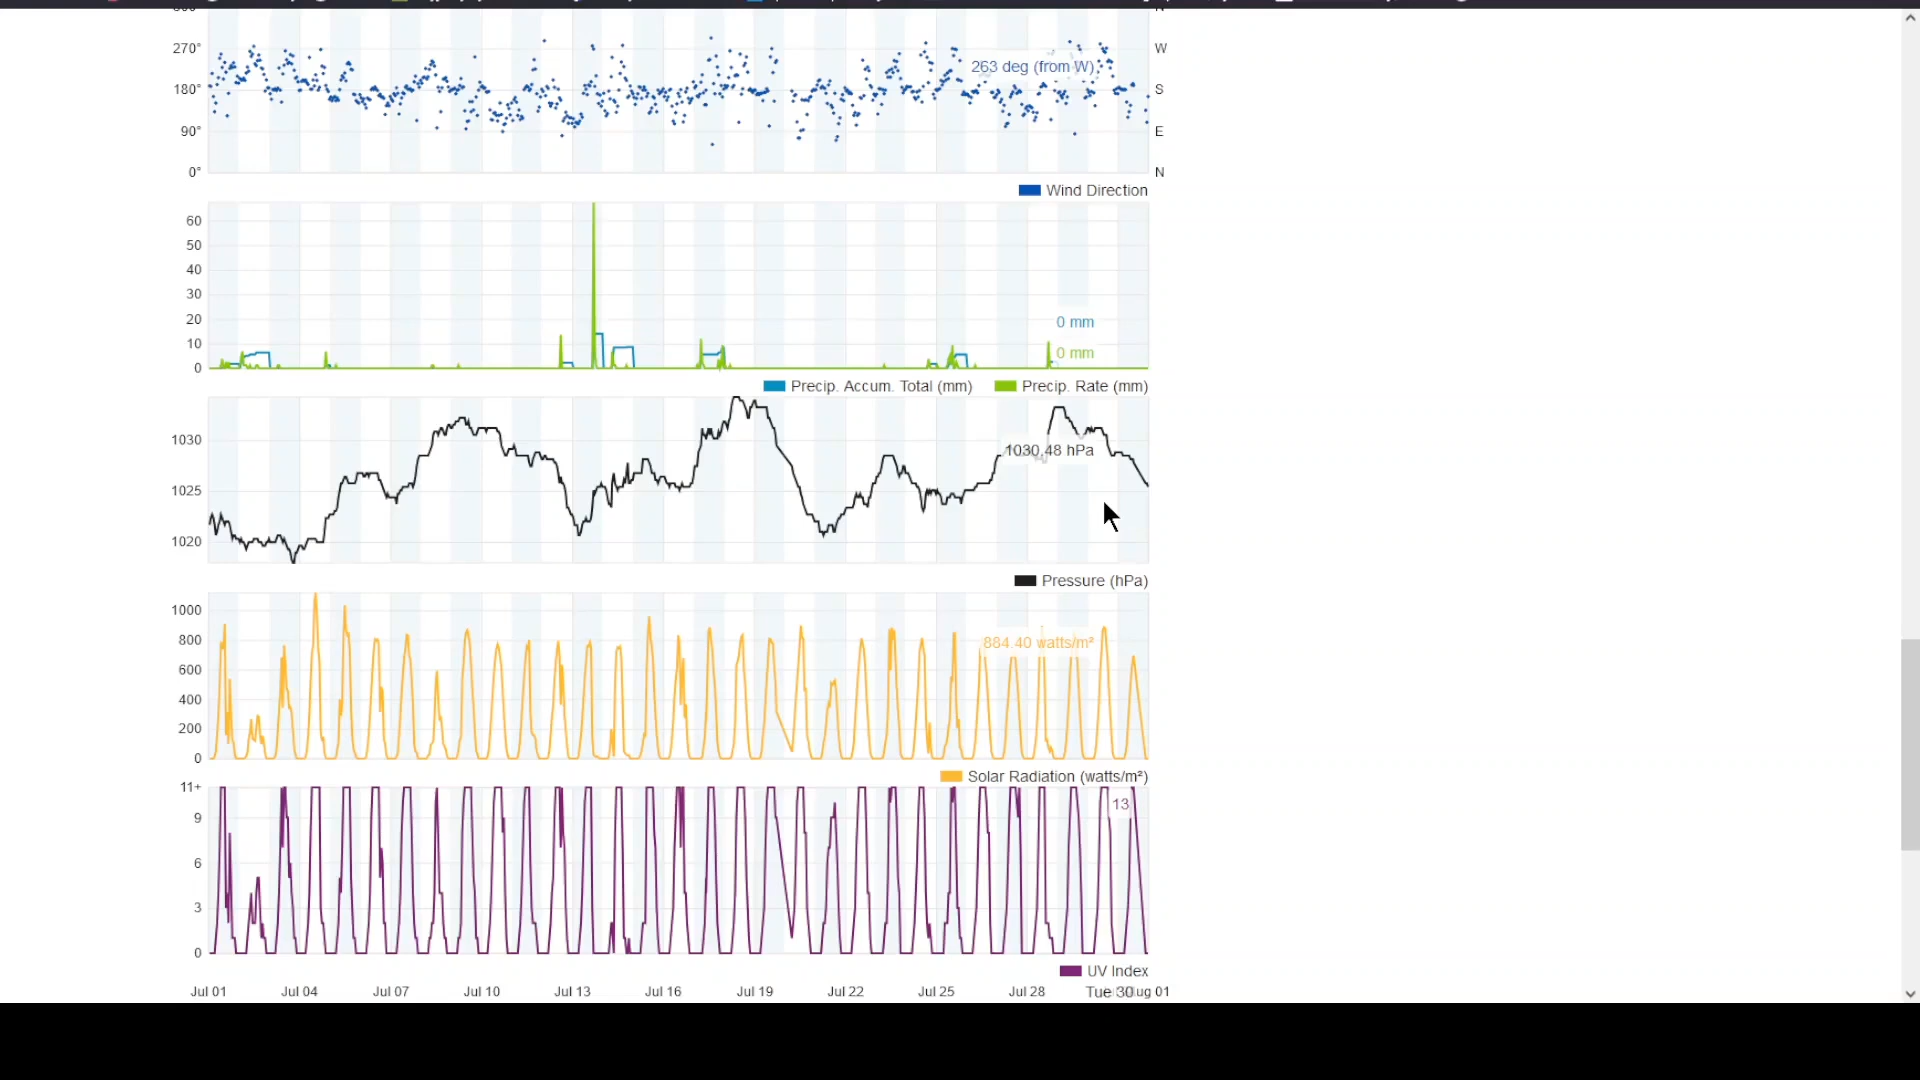 270° W
263 deg (from W)
180° S
90° E
0° N
Wind Direction
60
50
40
30
20
10
0
0 mm
0 mm
Precip. Accum. Total (mm) Precip. Rate (mm)
1030
1030.48 hPa
1025
1020
Pressure (hPa)
1000
800
600
400
200
0
884.40 watts/m²
Solar Radiation (watts/m²)
11+
13
9
6
3
0
UV Index
Jul 01 Jul 04 Jul 07 Jul 10 Jul 13 Jul 16 Jul 19 Jul 22 Jul 25 Jul 28 Tue 30 Aug 01